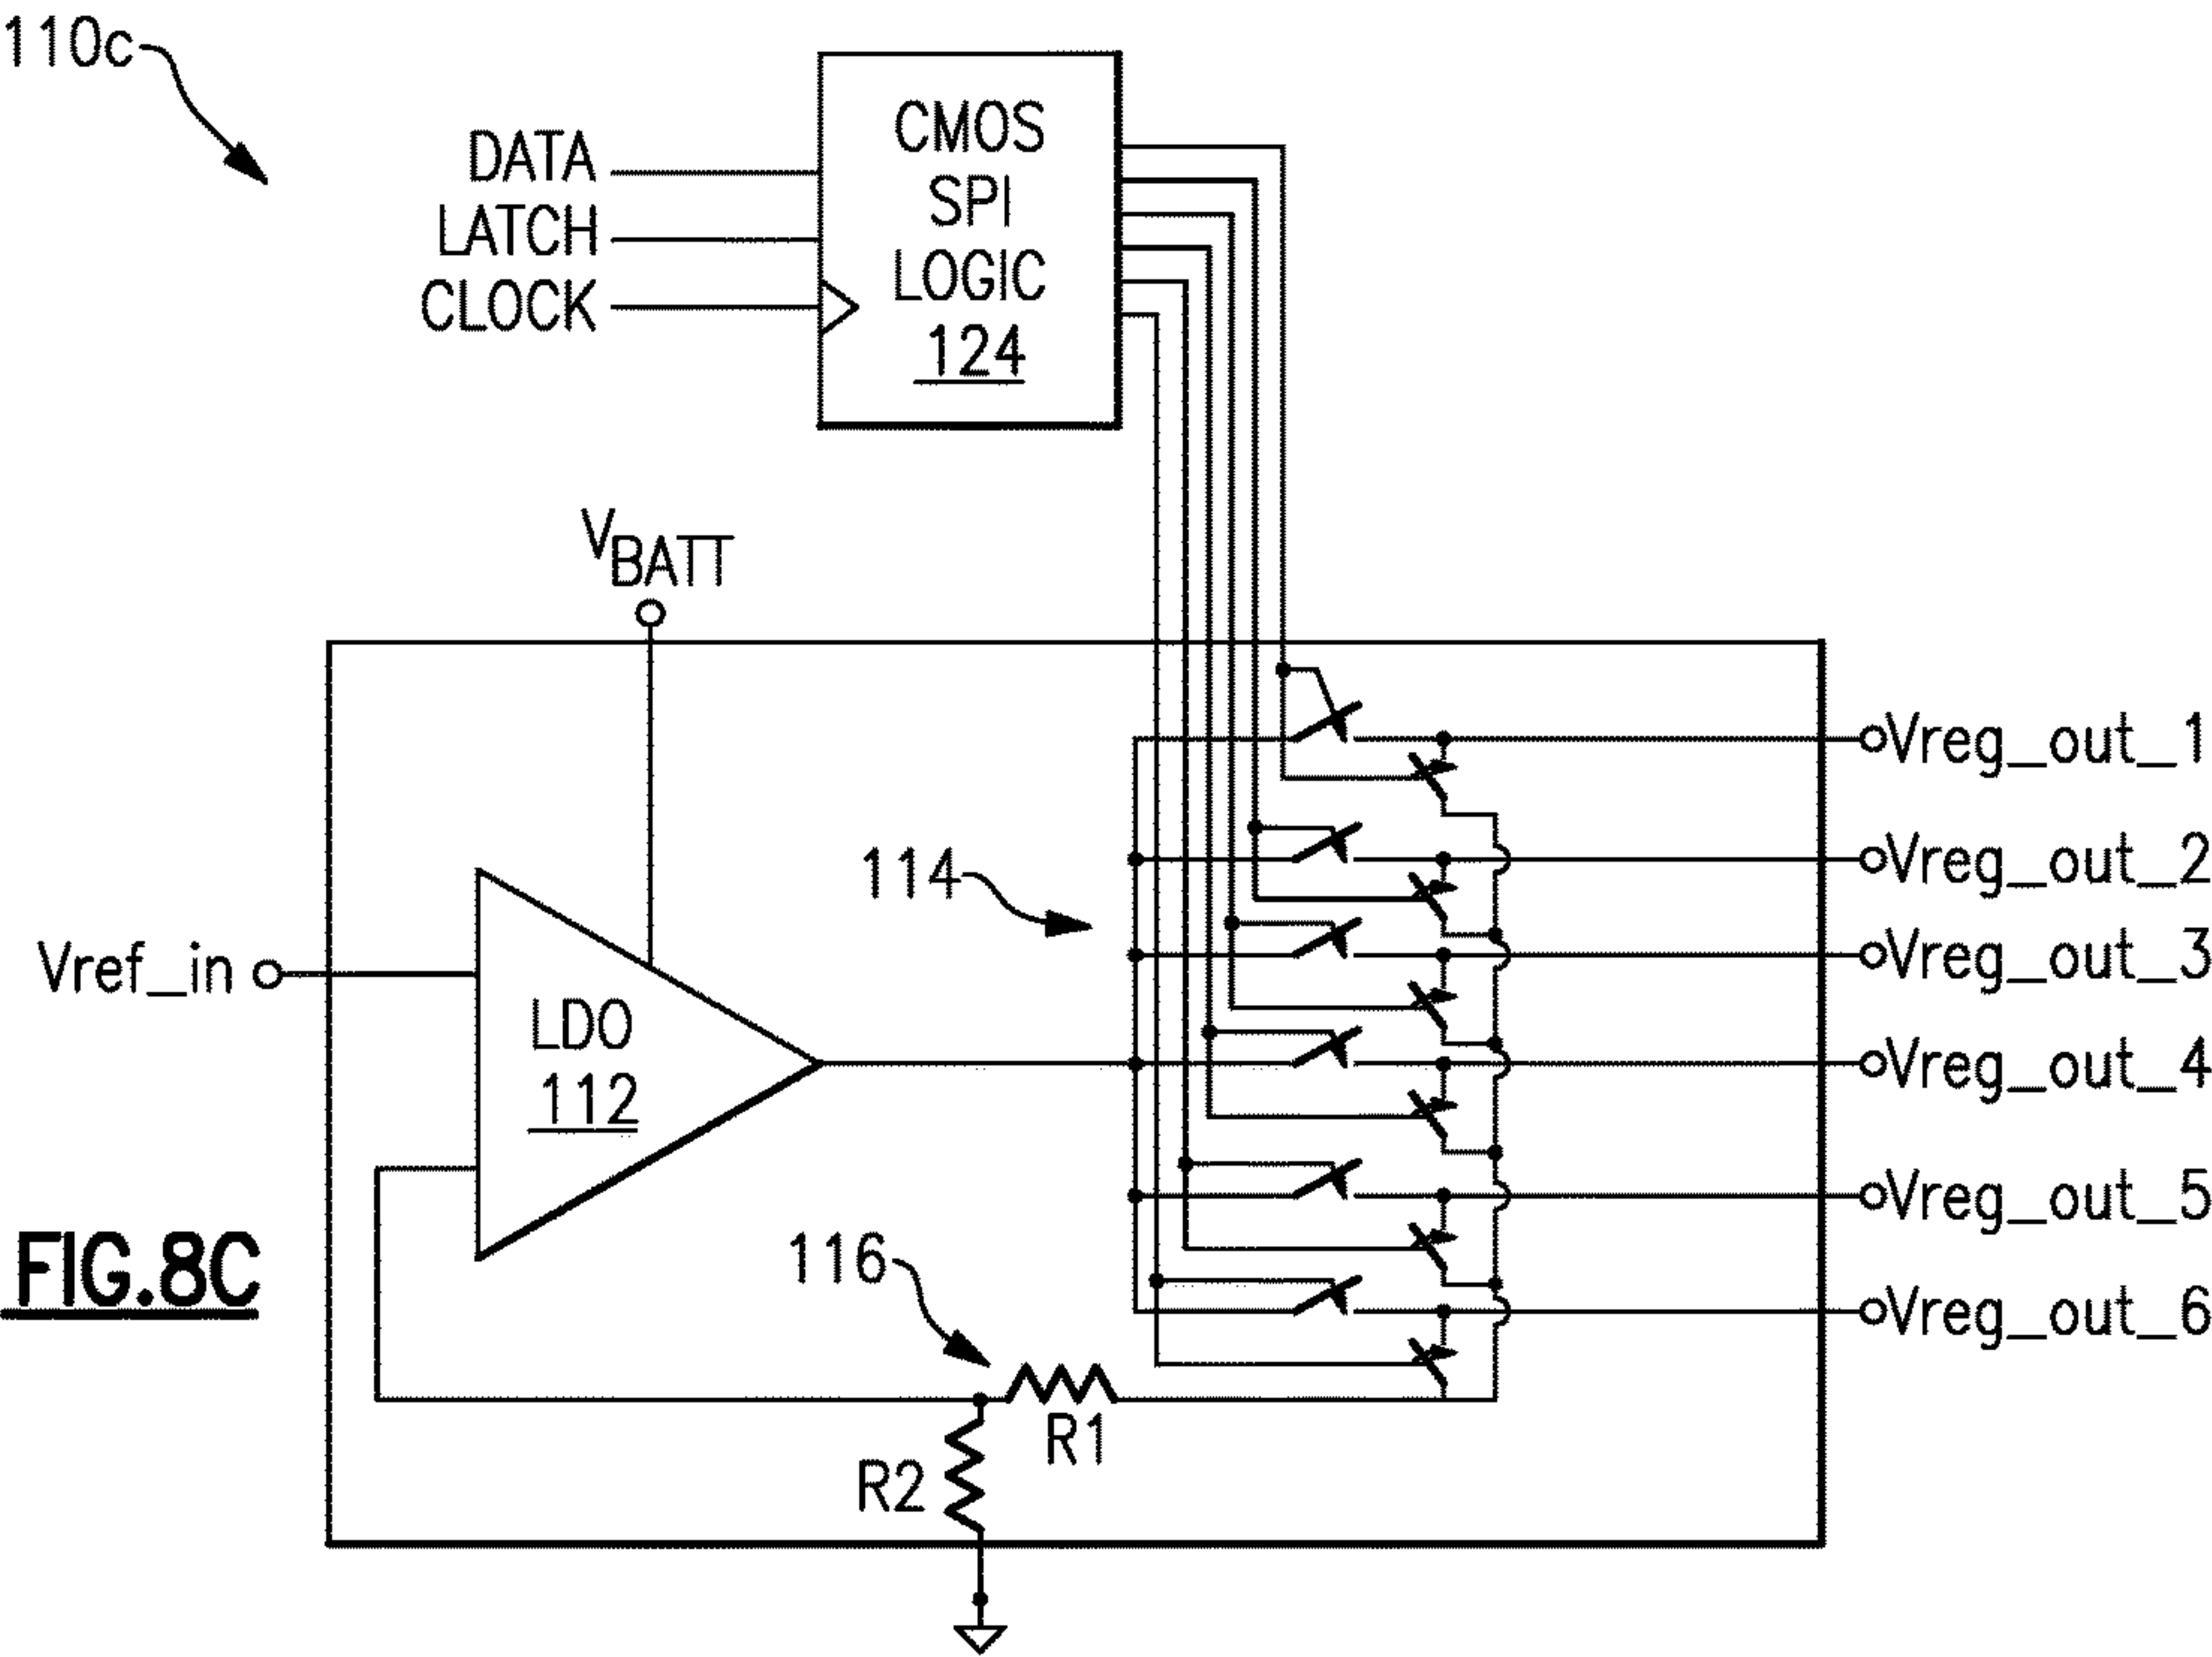 110c
DATA
LATCH
CLOCK
CMOS
SPI
LOGIC
124
VBATT
Vreg_out_1
Vreg_out_2
114
Vreg_out_3
Vref_in
LDO
112
Vreg_out_4
Vreg_out_5
116
FIG.8C
Vreg_out_6
R1
R2